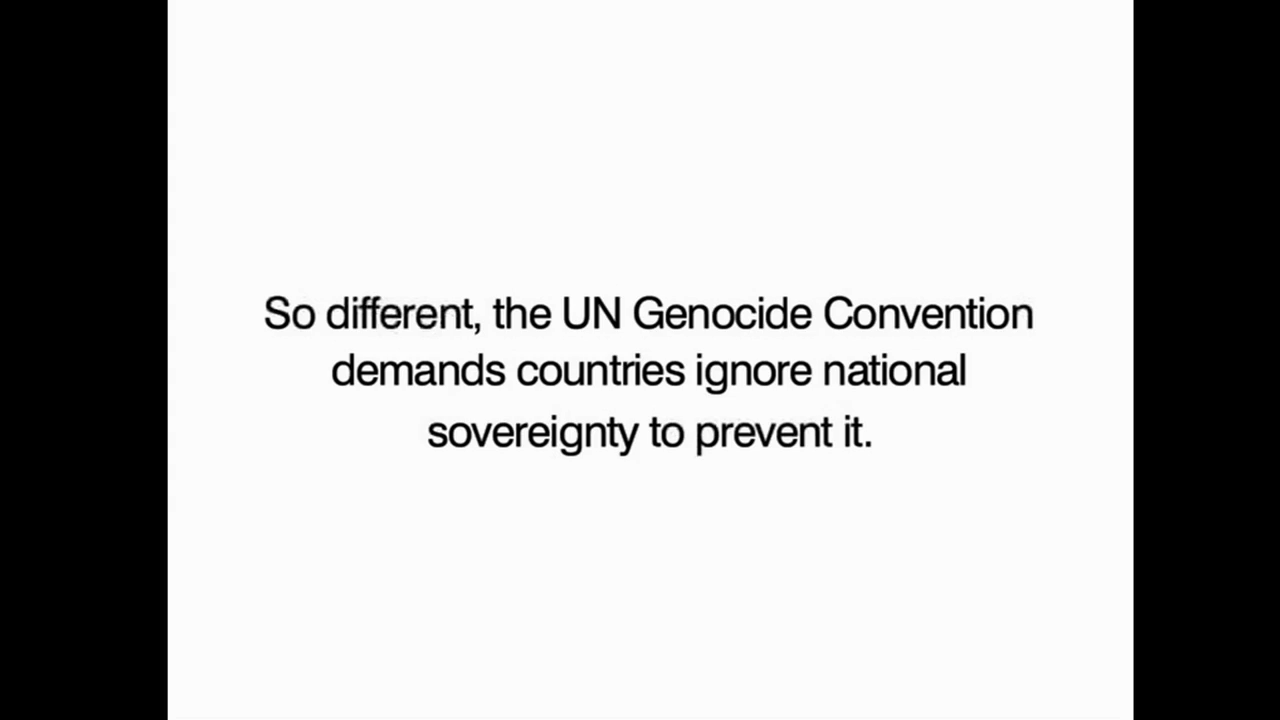 So different, the UN Genocide Convention
demands countries ignore national
sovereignty to prevent it.